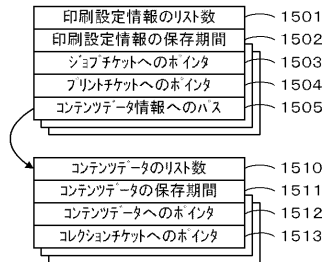 印刷設定情報のリスト数 1501
印刷設定情報の保存期間 1502
ｼﾞｮﾌﾞﾁｹｯﾄへのﾎﾟｲﾝﾀ 1503
ﾌﾟﾘﾝﾄﾁｹｯﾄへのﾎﾟｲﾝﾀ 1504
ｺﾝﾃﾝﾂﾃﾞｰﾀ情報へのﾊﾟｽ 1505
ｺﾝﾃﾝﾂﾃﾞｰﾀのﾘｽﾄ数 1510
ｺﾝﾃﾝﾂﾃﾞｰﾀの保存期間 1511
ｺﾝﾃﾝﾂﾃﾞｰﾀへのﾎﾟｲﾝﾀ 1512
ｺﾚｸｼｮﾝﾁｹｯﾄへのﾎﾟｲﾝﾀ 1513